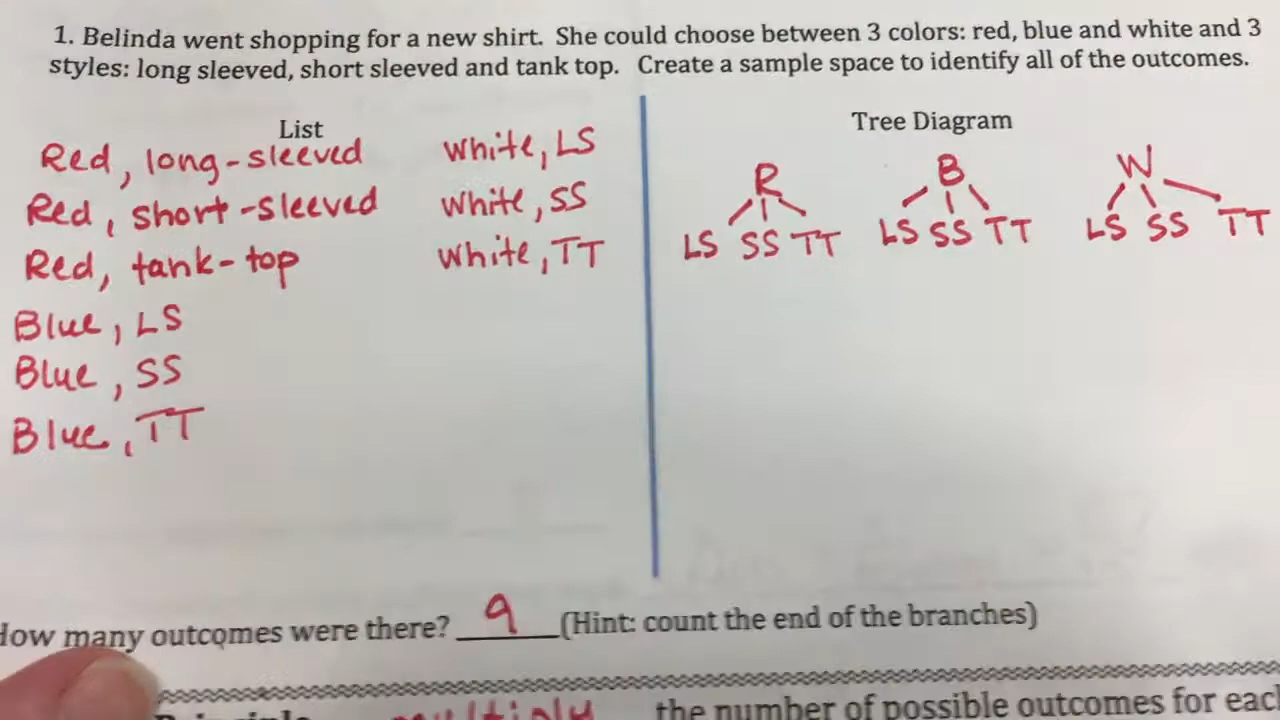 1. Belinda went shopping for a new shirt. She could choose between 3 colors: red, blue and white and 3
styles: long sleeved, short sleeved and tank top. Create a sample space to identify all of the outcomes.
List
Red, long-sleeved
Red, short-sleeved
Red, tank-top
Blue, LS
Blue, SS
Blue, TT
White, LS
White, SS
White, TT
Tree Diagram
R B W
LS SS TT LS SS TT LS SS TT
How many outcomes were there? 9 (Hint: count the end of the branches)
Principle multiply the number of possible outcomes for each